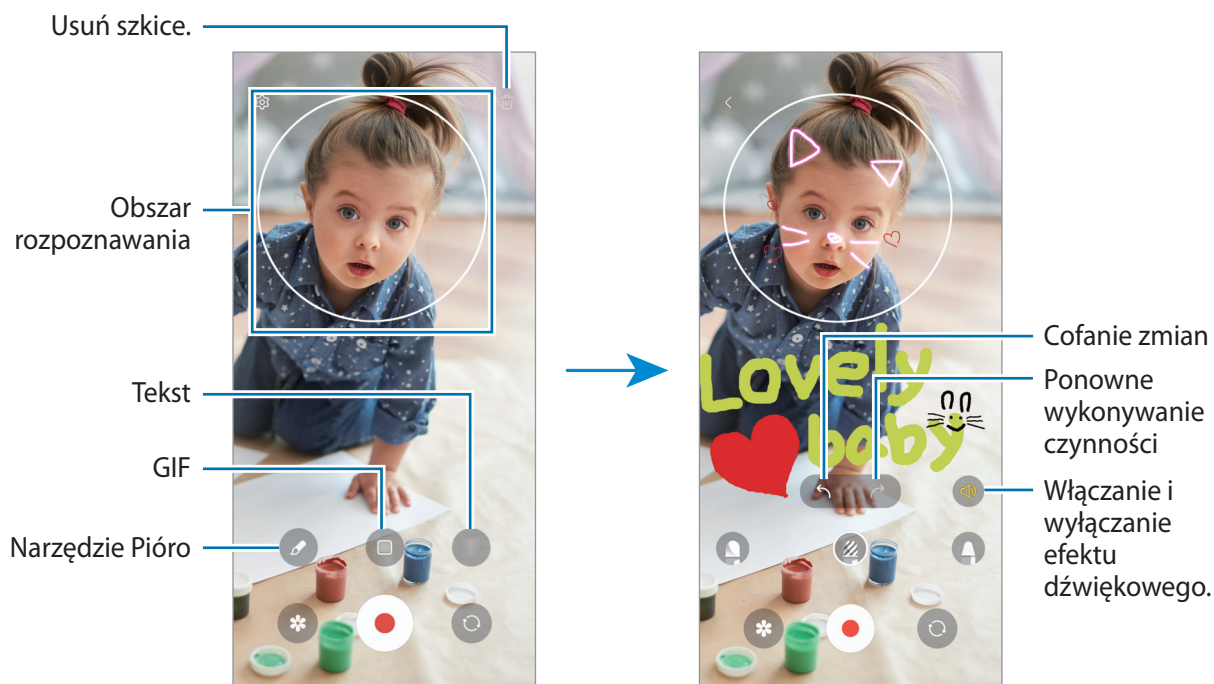 Usuń szkice.
Obszar
rozpoznawania
Tekst
GIF
Narzędzie Pióro
Lovely
baby
Cofanie zmian
Ponowne
wykonywanie
czynności
Włączanie i
wyłączanie
efektu
dźwiękowego.